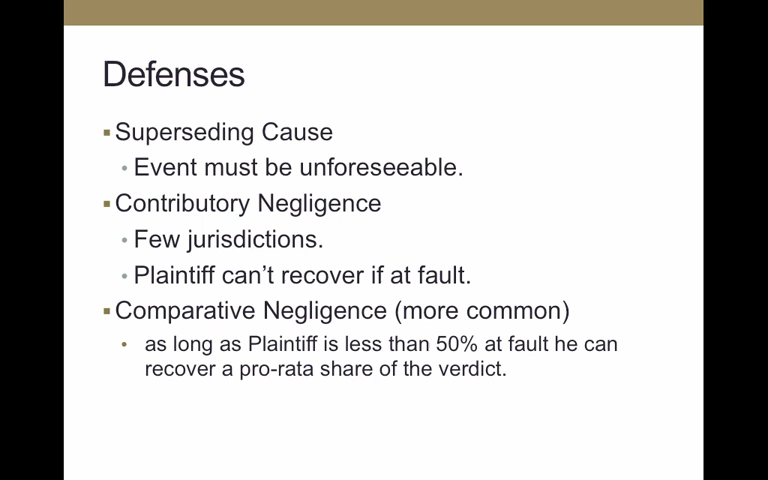 Defenses
▪ Superseding Cause
• Event must be unforeseeable.
▪ Contributory Negligence
• Few jurisdictions.
• Plaintiff can’t recover if at fault.
▪ Comparative Negligence (more common)
• as long as Plaintiff is less than 50% at fault he can
recover a pro-rata share of the verdict.